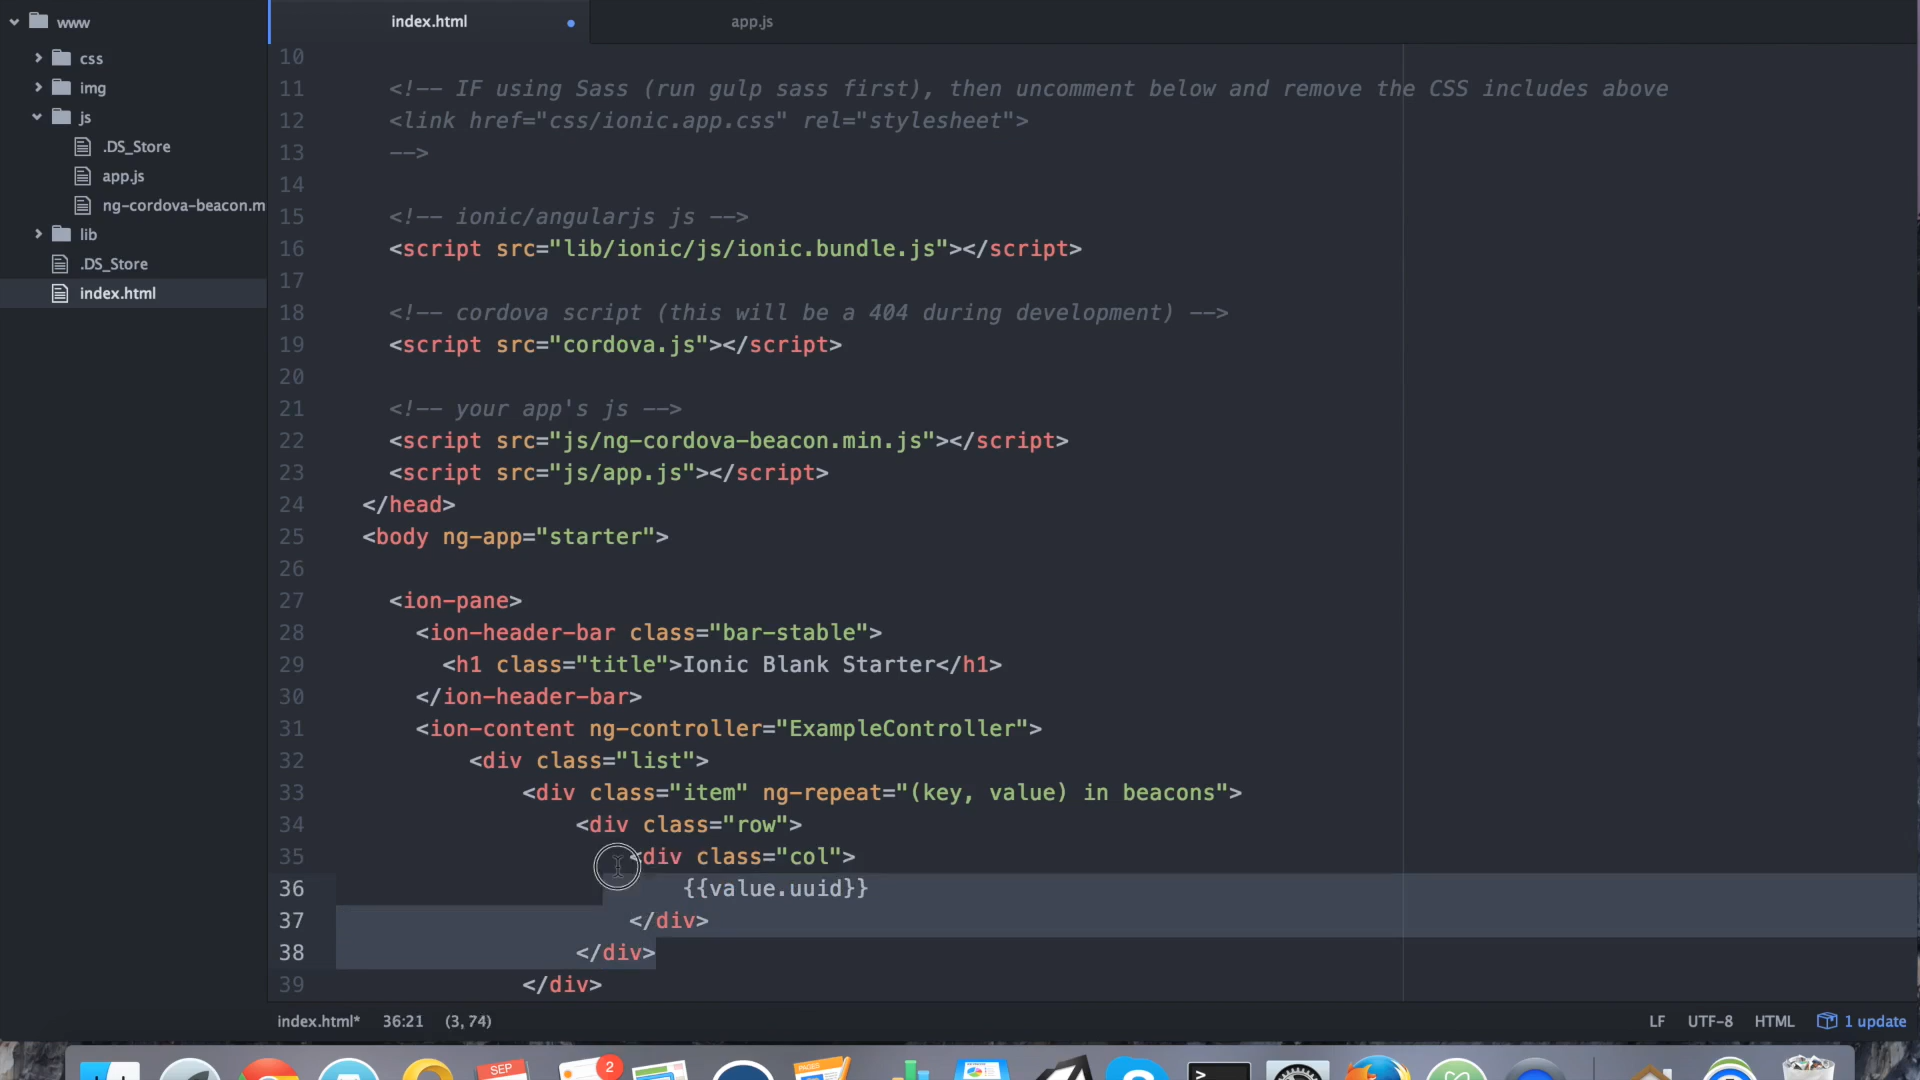 www
css
img
js
.DS_Store
app.js
ng-cordova-beacon.m
lib
.DS_Store
index.html
index.html
app.js
10
11 <!-- IF using Sass (run gulp sass first), then uncomment below and remove the CSS includes above
12 <link href="css/ionic.app.css" rel="stylesheet">
13 -->
14
15 <!-- ionic/angularjs js -->
16 <script src="lib/ionic/js/ionic.bundle.js"></script>
17
18 <!-- cordova script (this will be a 404 during development) -->
19 <script src="cordova.js"></script>
20
21 <!-- your app's js -->
22 <script src="js/ng-cordova-beacon.min.js"></script>
23 <script src="js/app.js"></script>
24 </head>
25 <body ng-app="starter">
26
27 <ion-pane>
28 <ion-header-bar class="bar-stable">
29 <h1 class="title">Ionic Blank Starter</h1>
30 </ion-header-bar>
31 <ion-content ng-controller="ExampleController">
32 <div class="list">
33 <div class="item" ng-repeat="(key, value) in beacons">
34 <div class="row">
35 <div class="col">
36 {{value.uuid}}
37 </div>
38 </div>
39 </div>
index.html* 36:21 (3, 74) LF UTF-8 HTML 1 update
SEP 2